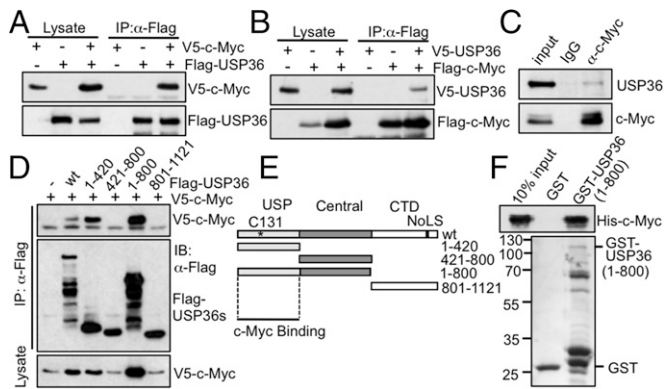 A
Lysate IP:α-Flag
+ - + + - + V5-c-Myc
- + + - + + Flag-USP36
V5-c-Myc
Flag-USP36
B
Lysate IP:α-Flag
+ - + + - + V5-USP36
- + + - + + Flag-c-Myc
V5-USP36
Flag-c-Myc
C
input IgG α-c-Myc
USP36
c-Myc
D
- wt 1-420 421-800 1-800 801-1121 Flag-USP36
+ + + + + + V5-c-Myc
IP: α-Flag
V5-c-Myc
IB:
α-Flag
Flag-
USP36s
Lysate
V5-c-Myc
E
USP Central CTD
C131 NoLS
* wt
1-420
421-800
1-800
801-1121
c-Myc Binding
F
10% input GST GST-USP36 (1-800)
His-c-Myc
130
100
70
55
35
25
GST-
USP36
(1-800)
GST